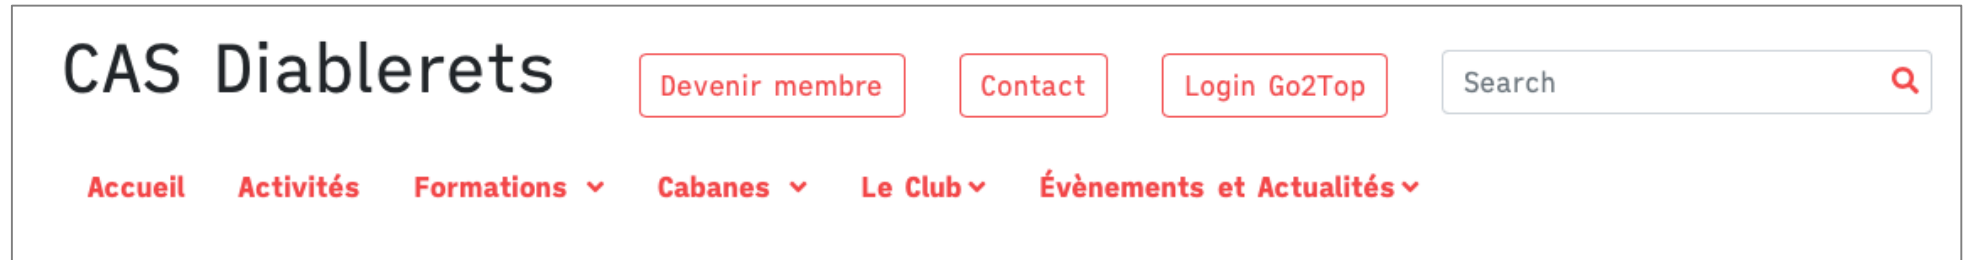 CAS Diablerets Devenir membre Contact Login Go2Top Search
Accueil Activités Formations Cabanes Le Club Évènements et Actualités